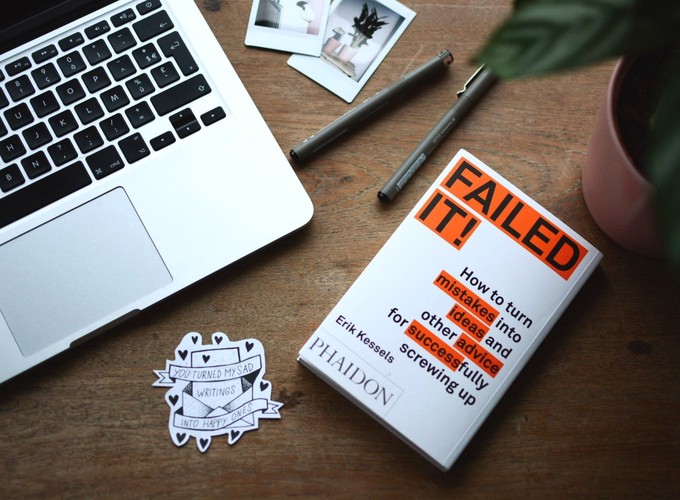 FAILED
IT!
How to turn
mistakes into
ideas and
other advice
for successfully
screwing up
Erik Kessels
PHAIDON
YOU TURNED MY SAD
WRITINGS
INTO HAPPY ONES